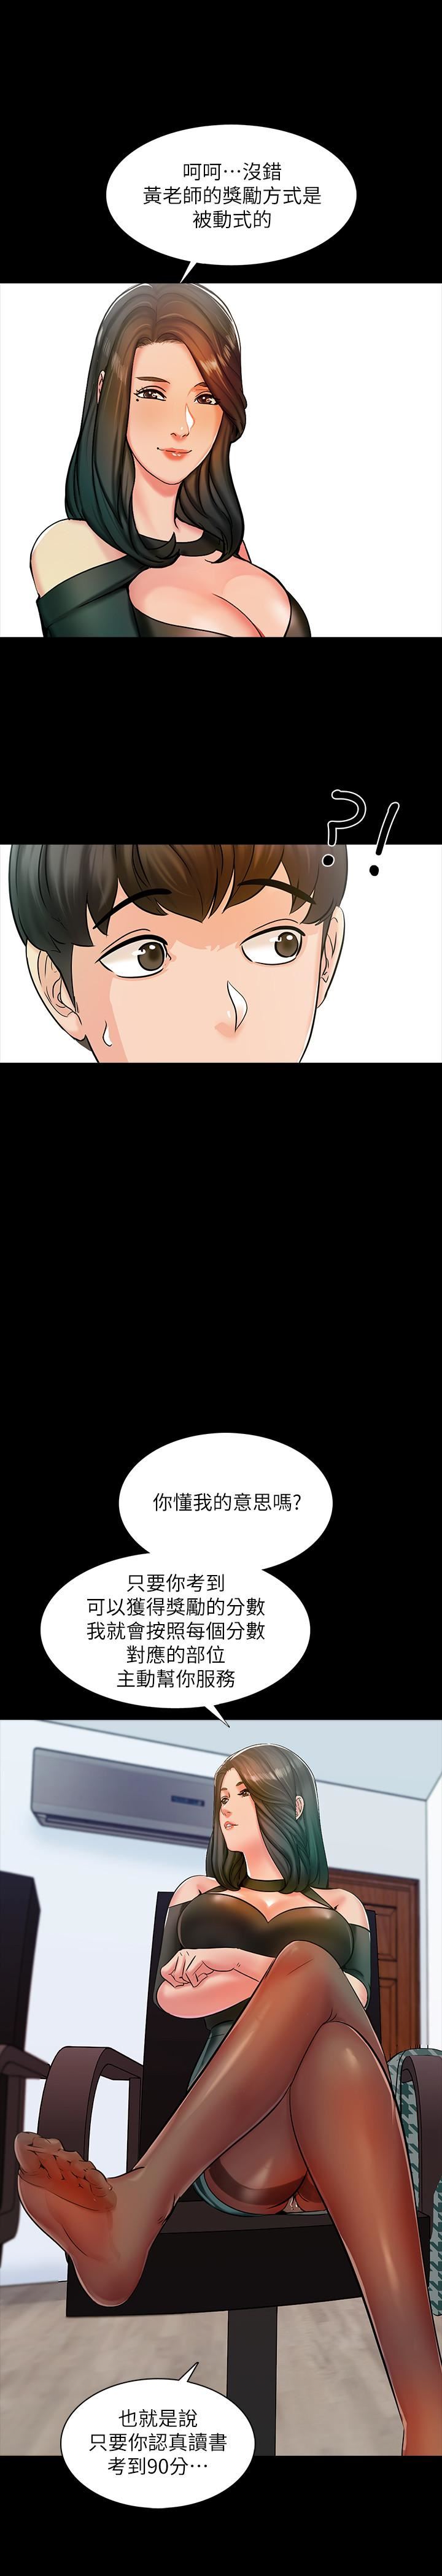 呵呵…沒錯
黃老師的獎勵方式是
被動式的
?!
你懂我的意思嗎?
只要你考到
可以獲得獎勵的分數
我就會按照每個分數
對應的部位
主動幫你服務
也就是說
只要你認真讀書
考到90分…